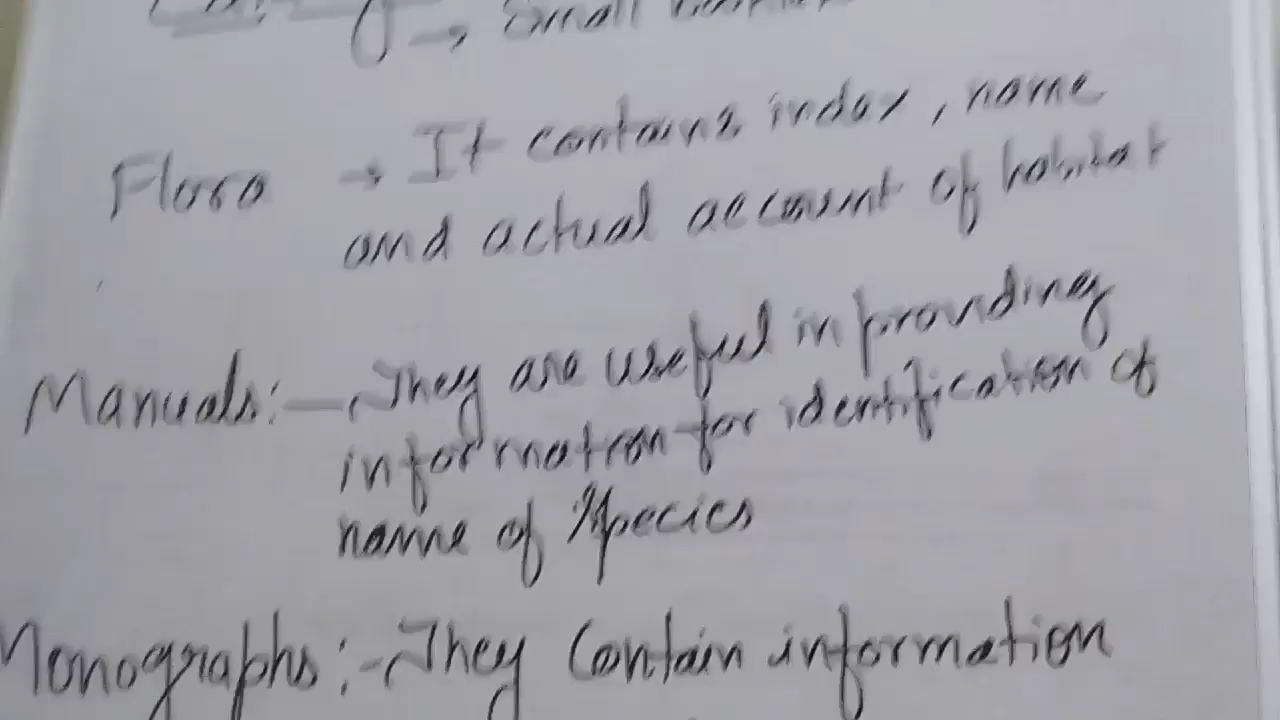 → Small
Flora → It contains index, name
and actual account of habitat
Manuals:— They are useful in providing
information for identification of
name of species
Monographs:- They contain information